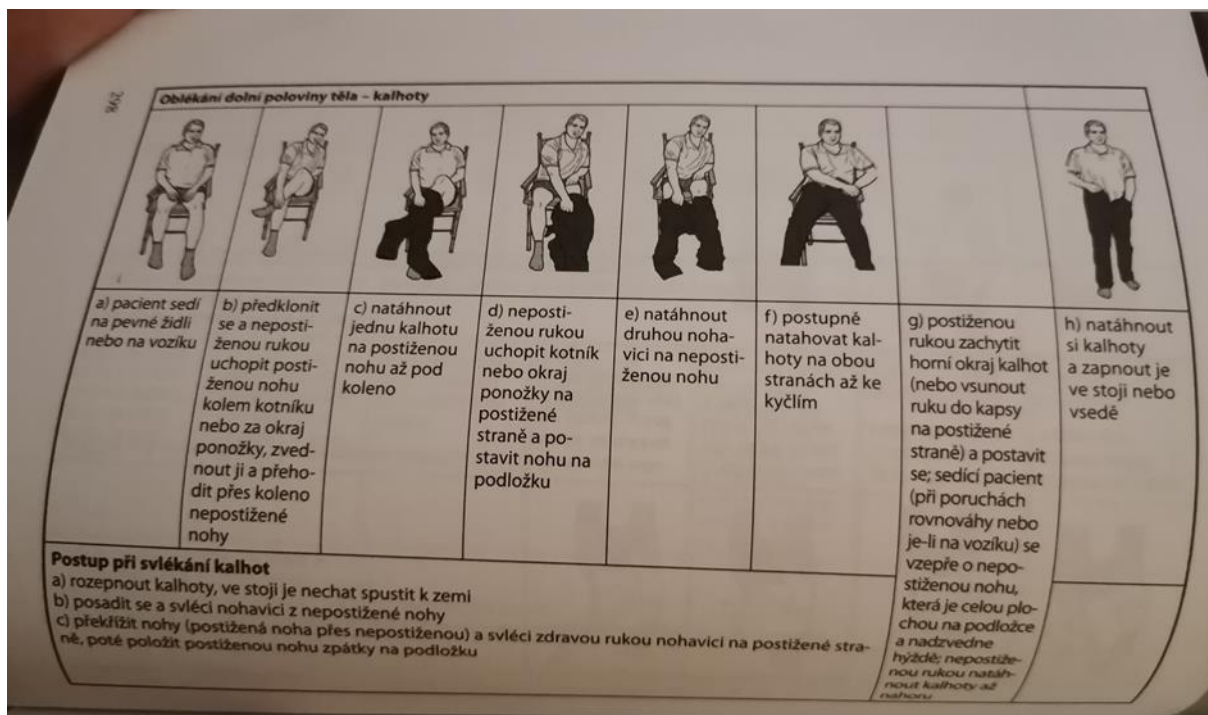 298
Oblékání dolní poloviny těla – kalhoty
a) pacient sedí
na pevné židli
nebo na vozíku
b) předklonit
se a neposti-
ženou rukou
uchopit posti-
ženou nohu
kolem kotníku
nebo za okraj
ponožky, zved-
nout ji a přeho-
dit přes koleno
nepostižené
nohy
c) natáhnout
jednu kalhotu
na postiženou
nohu až pod
koleno
d) neposti-
ženou rukou
uchopit kotník
nebo okraj
ponožky na
postižené
straně a po-
stavit nohu na
podložku
e) natáhnout
druhou noha-
vici na neposti-
ženou nohu
f) postupně
natahovat kal-
hoty na obou
stranách až ke
kyčlím
g) postiženou
rukou zachytit
horní okraj kalhot
(nebo vsunout
ruku do kapsy
na postižené
straně) a postavit
se; sedící pacient
(při poruchách
rovnováhy nebo
je-li na vozíku) se
vzepře o nepo-
stiženou nohu,
která je celou plo-
chou na podložce
a nadzvedne
hýždě; nepostiže-
nou rukou natáh-
nout kalhoty až
nahoru
h) natáhnout
si kalhoty
a zapnout je
ve stoji nebo
vsedě
Postup při svlékání kalhot
a) rozepnout kalhoty, ve stoji je nechat spustit k zemi
b) posadit se a svléci nohavici z nepostižené nohy
c) překřížit nohy (postižená noha přes nepostiženou) a svléci zdravou rukou nohavici na postižené stra-
ně, poté položit postiženou nohu zpátky na podložku